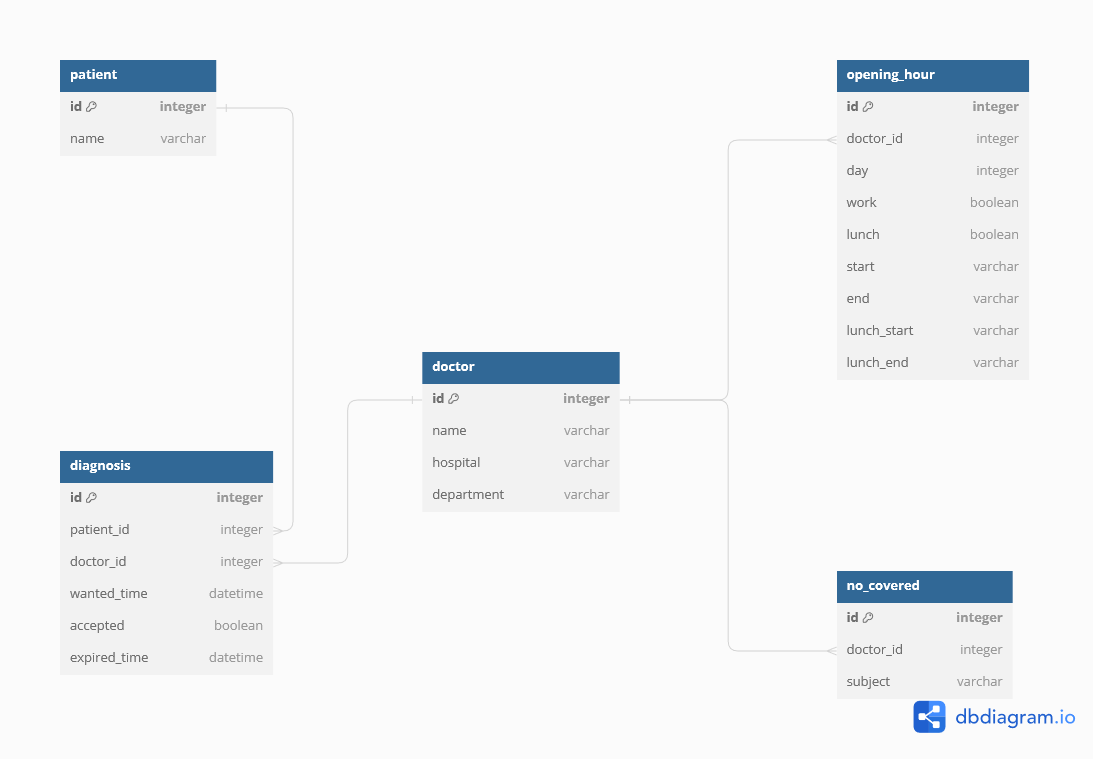 patient
id integer
name varchar
opening_hour
id integer
doctor_id integer
day integer
work boolean
lunch boolean
start varchar
end varchar
lunch_start varchar
lunch_end varchar
doctor
id integer
name varchar
hospital varchar
department varchar
diagnosis
id integer
patient_id integer
doctor_id integer
wanted_time datetime
accepted boolean
expired_time datetime
no_covered
id integer
doctor_id integer
subject varchar
dbdiagram.io